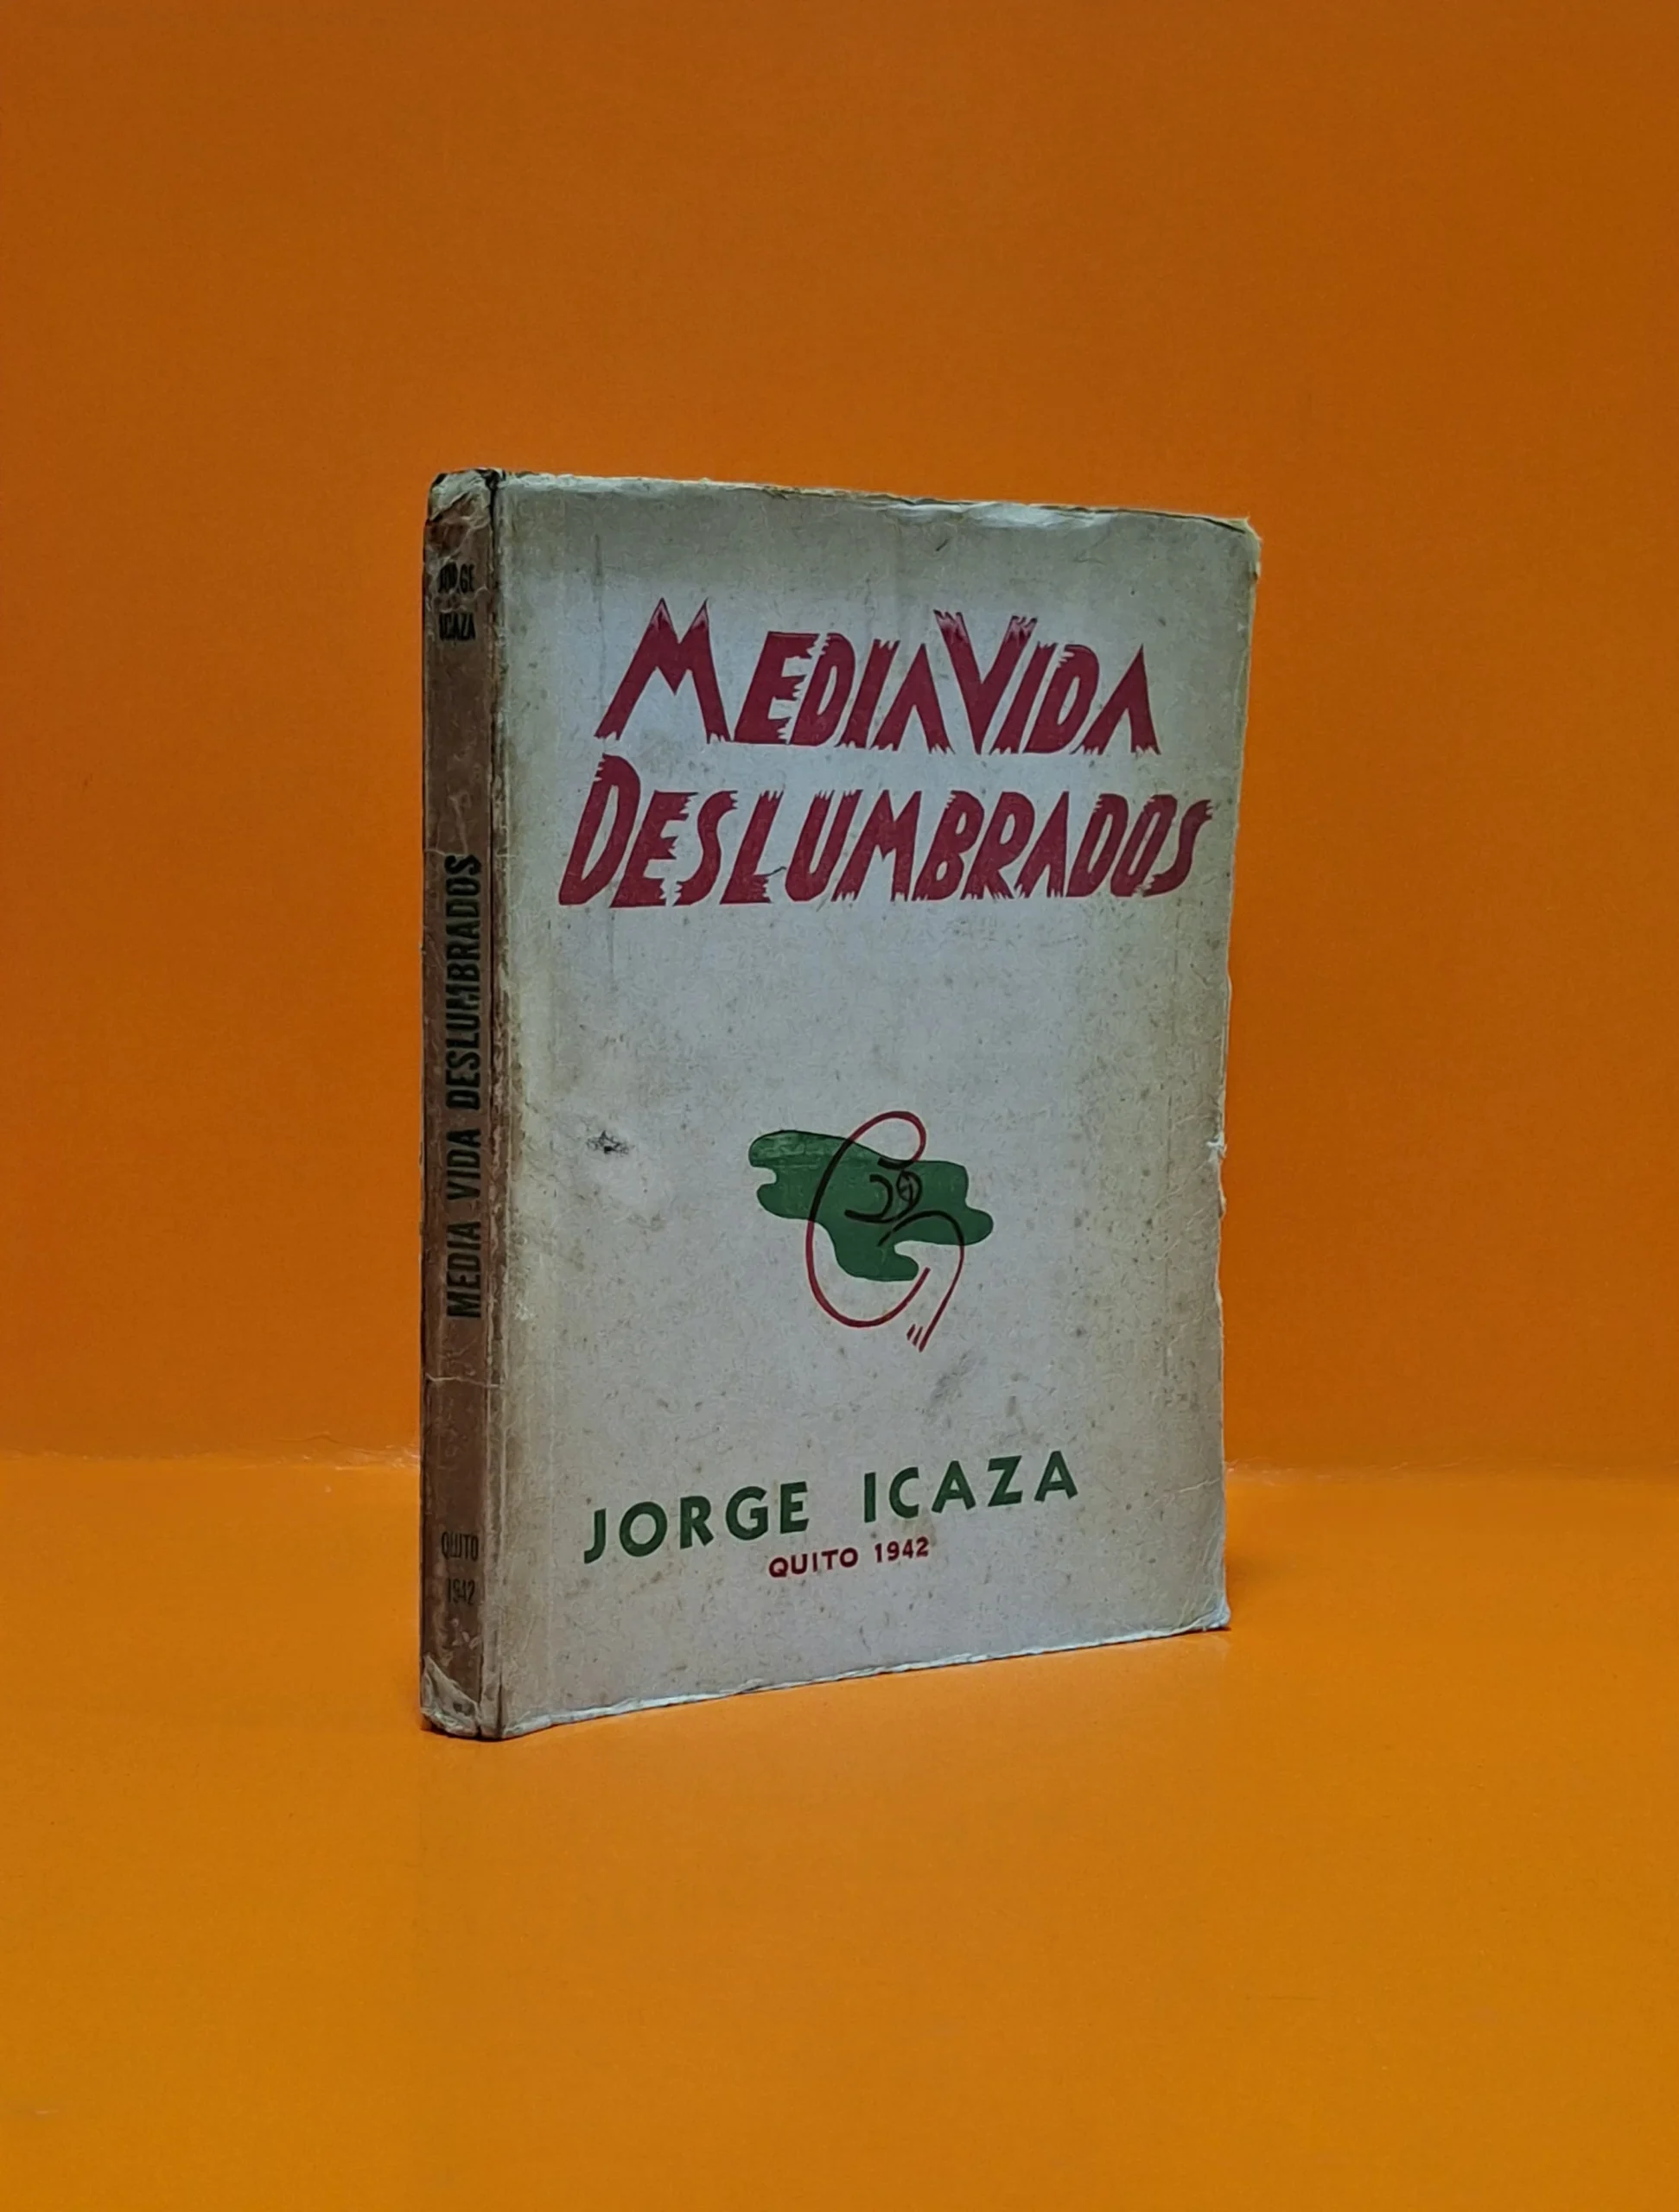 JORGE
ICAZA
MEDIA VIDA DESLUMBRADOS
QUITO
1942
MEDIA VIDA
DESLUMBRADOS
JORGE ICAZA
QUITO 1942